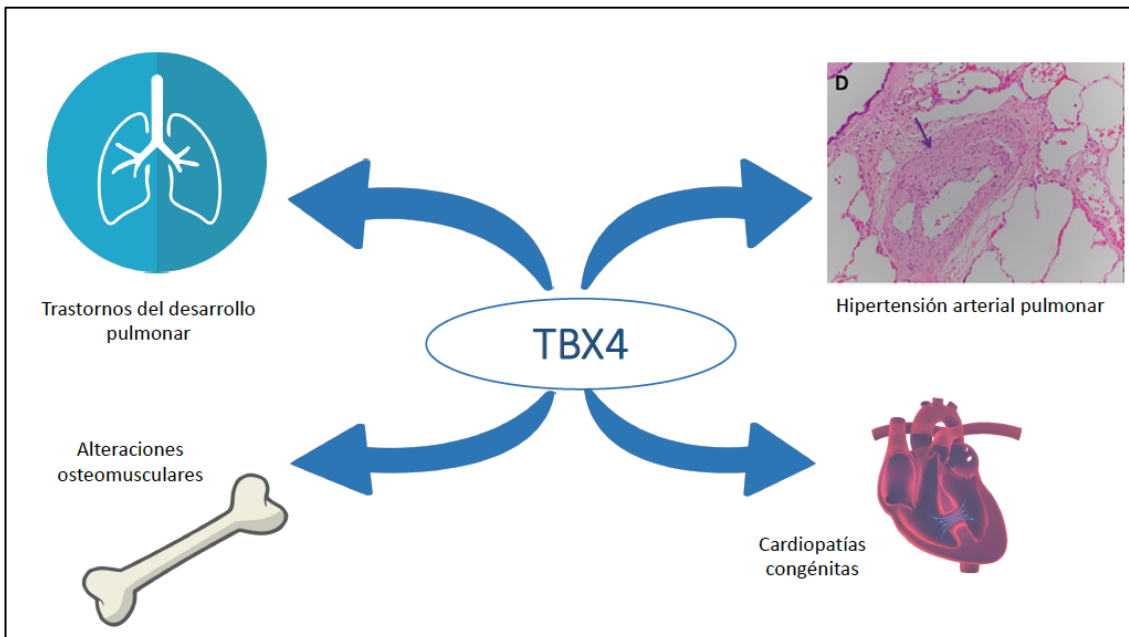 D
Trastornos del desarrollo
pulmonar
Hipertensión arterial pulmonar
TBX4
Alteraciones
osteomusculares
Cardiopatías
congénitas